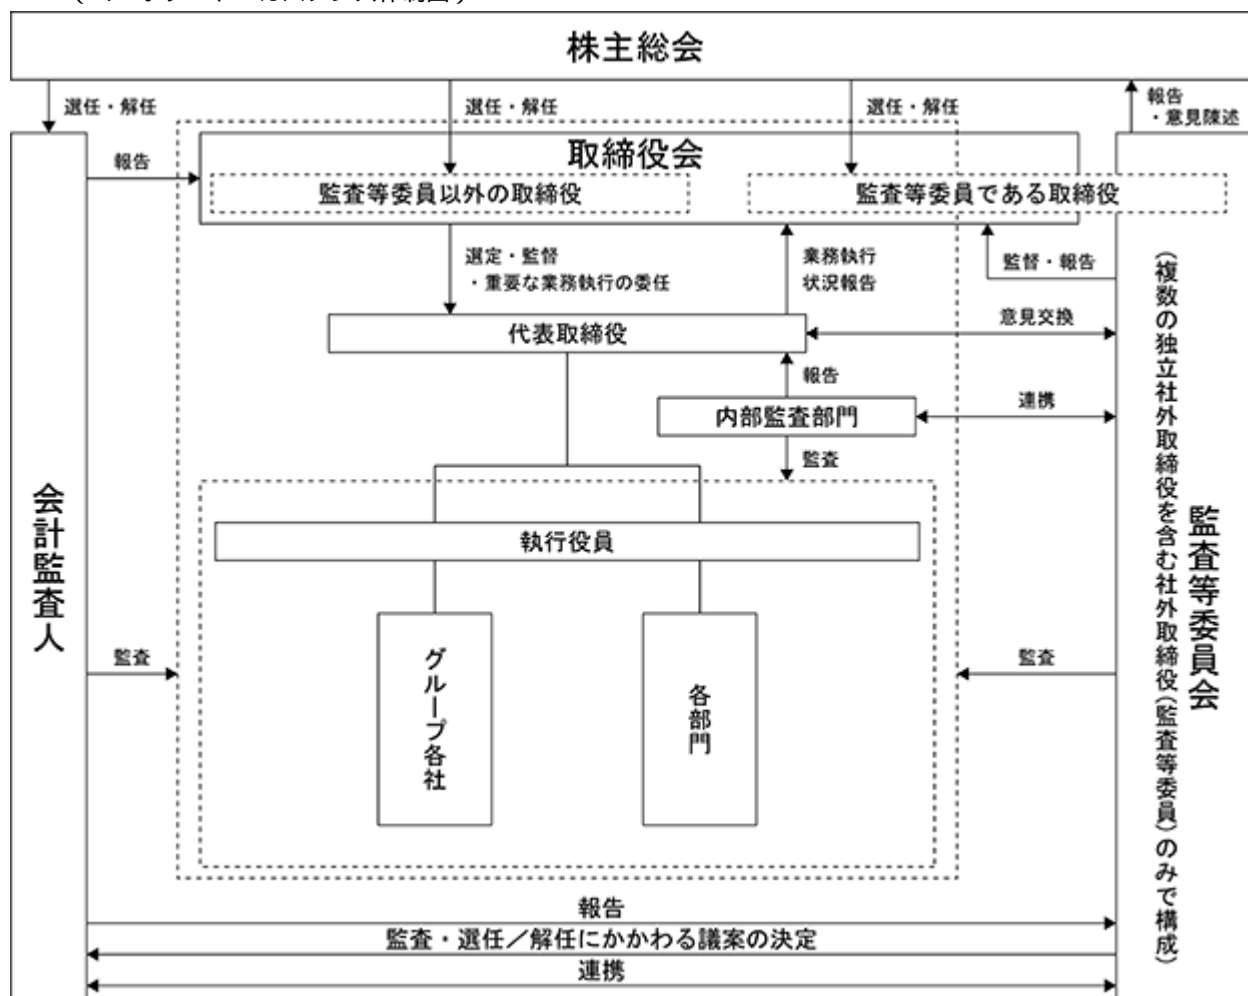 株主総会
選任・解任
選任・解任
選任・解任
報告
・意見陳述
取締役会
報告
監査等委員以外の取締役
監査等委員である取締役
選定・監督
・重要な業務執行の委任
業務執行
状況報告
監督・報告
代表取締役
意見交換
報告
内部監査部門
連携
監査
会計監査人
執行役員
監査等委員会
(複数の独立社外取締役を含む社外取締役(監査等委員)のみで構成)
監査
監査
グループ各社
各部門
報告
監査・選任/解任にかかわる議案の決定
連携